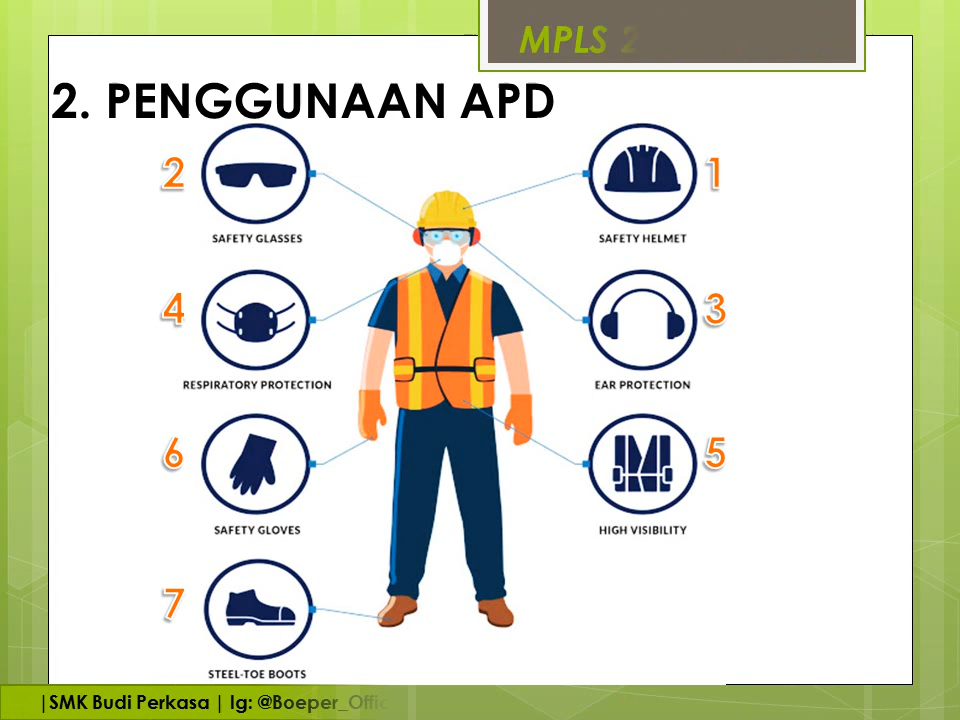 MPLS 2
2. PENGGUNAAN APD
2
SAFETY GLASSES
1
SAFETY HELMET
4
RESPIRATORY PROTECTION
3
EAR PROTECTION
6
SAFETY GLOVES
5
HIGH VISIBILITY
7
STEEL-TOE BOOTS
|SMK Budi Perkasa | Ig: @Boeper_Offic